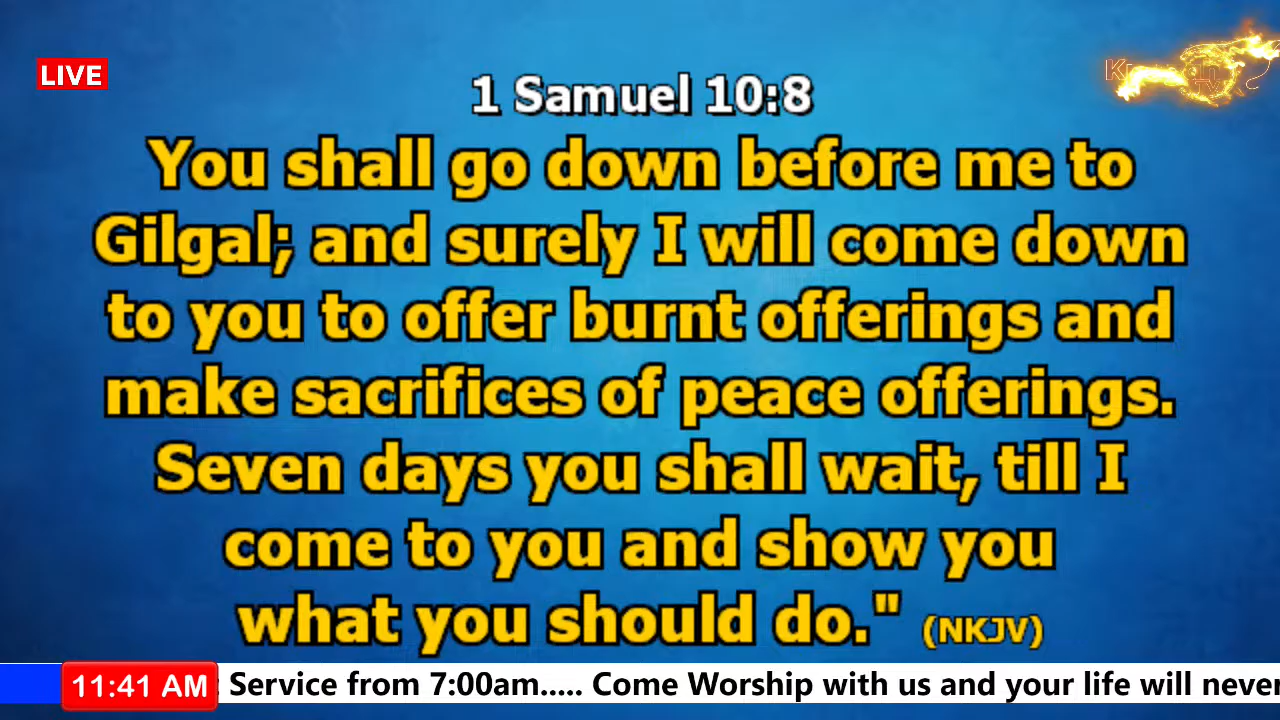 LIVE
1 Samuel 10:8
You shall go down before me to
Gilgal; and surely I will come down
to you to offer burnt offerings and
make sacrifices of peace offerings.
Seven days you shall wait, till I
come to you and show you
what you should do." (NKJV)
11:41 AM
Service from 7:00am..... Come Worship with us and your life will never